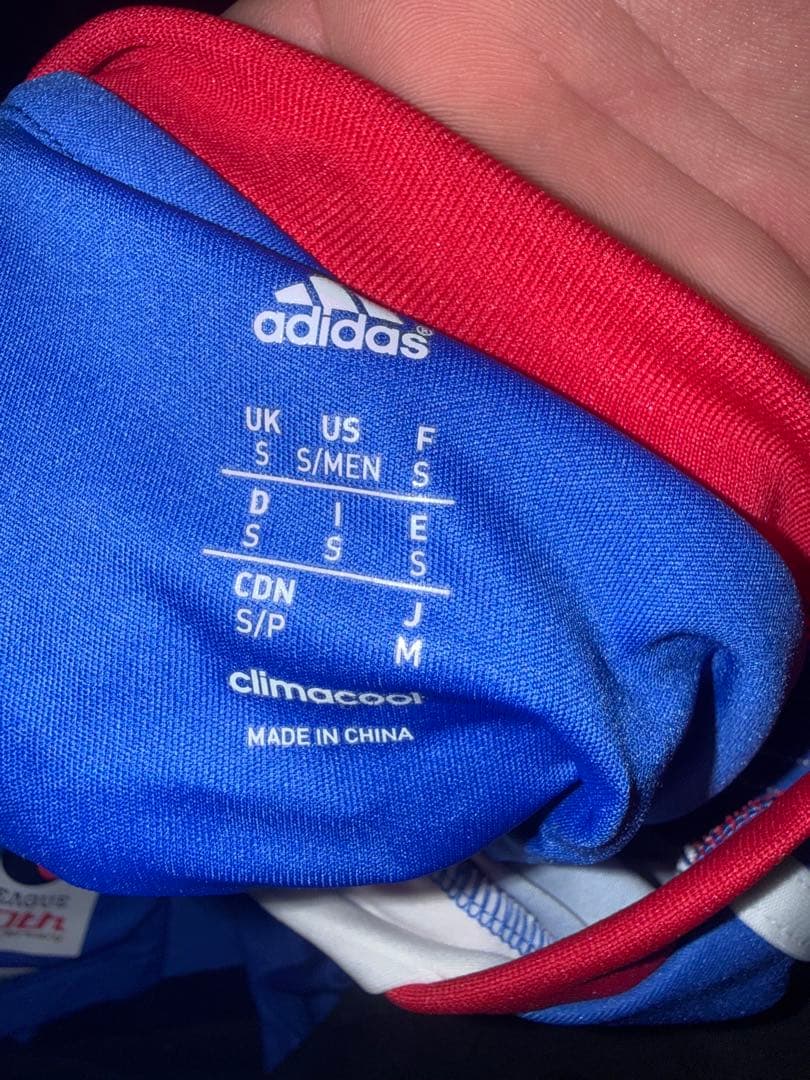 adidas®
UK US F
S S/MEN S
D I E
S S S
CDN J
S/P M
climacool
MADE IN CHINA